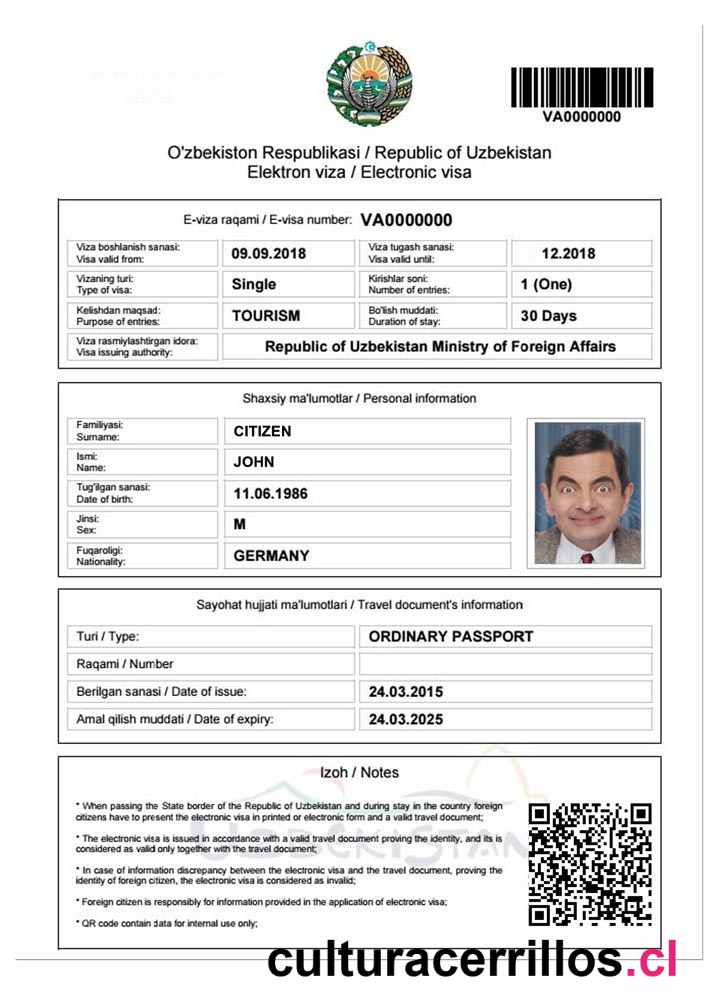 VA0000000
O'zbekiston Respublikasi / Republic of Uzbekistan
Elektron viza / Electronic visa
E-viza raqami / E-visa number: VA0000000
Viza boshlanish sanasi:
Visa valid from:
09.09.2018
Viza tugash sanasi:
Visa valid until:
12.2018
Vizaning turi:
Type of visa:
Single
Kirishlar soni:
Number of entries:
1 (One)
Kelishdan maqsad:
Purpose of entries:
TOURISM
Bo'lish muddati:
Duration of stay:
30 Days
Viza rasmiylashtirgan idora:
Visa issuing authority:
Republic of Uzbekistan Ministry of Foreign Affairs
Shaxsiy ma'lumotlar / Personal information
Familiyasi:
Surname:
CITIZEN
Ismi:
Name:
JOHN
Tug'ilgan sanasi:
Date of birth:
11.06.1986
Jinsi:
Sex:
M
Fuqaroligi:
Nationality:
GERMANY
Sayohat hujjati ma'lumotlari / Travel document's information
Turi / Type:
ORDINARY PASSPORT
Raqami / Number
Berilgan sanasi / Date of issue:
24.03.2015
Amal qilish muddati / Date of expiry:
24.03.2025
Izoh / Notes
* When passing the State border of the Republic of Uzbekistan and during stay in the country foreign
citizens have to present the electronic visa in printed or electronic form and a valid travel document;
* The electronic visa is issued in accordance with a valid travel document proving the identity, and its is
considered as valid only together with the travel document;
* In case of information discrepancy between the electronic visa and the travel document, proving the
identity of foreign citizen, the electronic visa is considered as invalid;
* Foreign citizen is responsibly for information provided in the application of electronic visa;
* QR code contain data for internal use only;
UZBEKISTAN
culturacerrillos.cl